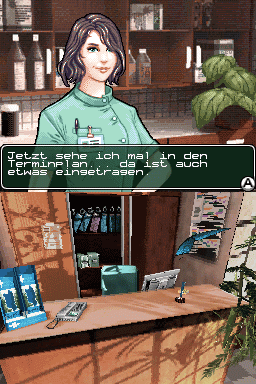 Jetzt sehe ich mal in den
Terminplan... da ist auch
etwas eingetragen.
A